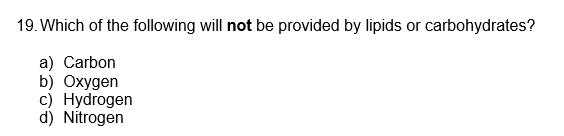 19. Which of the following will not be provided by lipids or carbohydrates?
a) Carbon
b) Oxygen
c) Hydrogen
d) Nitrogen